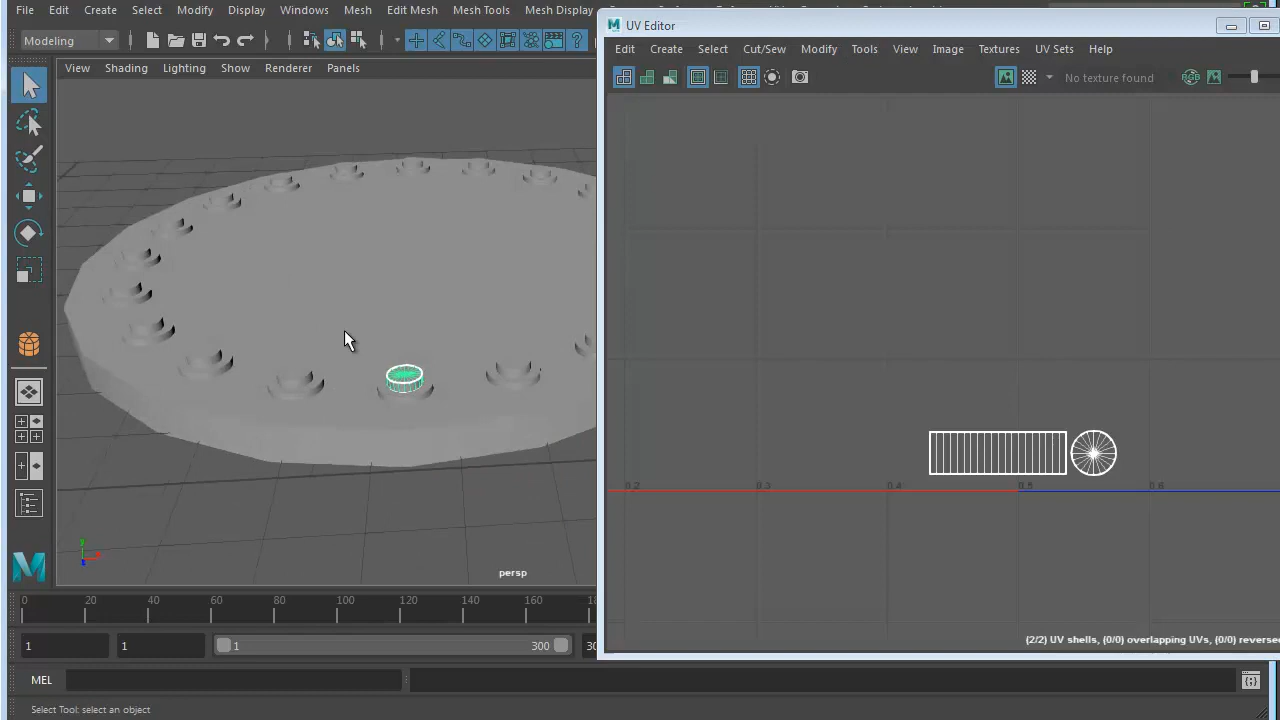 File Edit Create Select Modify Display Windows Mesh Edit Mesh Mesh Tools Mesh Display
UV Editor
Modeling
Edit Create Select Cut/Sew Modify Tools View Image Textures UV Sets Help
View Shading Lighting Show Renderer Panels
No texture found
0.2 0.3 0.4 0.5 0.6
y
persp
0 20 40 60 80 100 120 140 160
(2/2) UV shells, (0/0) overlapping UVs, (0/0) reverse
1 1 1 300 30
MEL
Select Tool: select an object